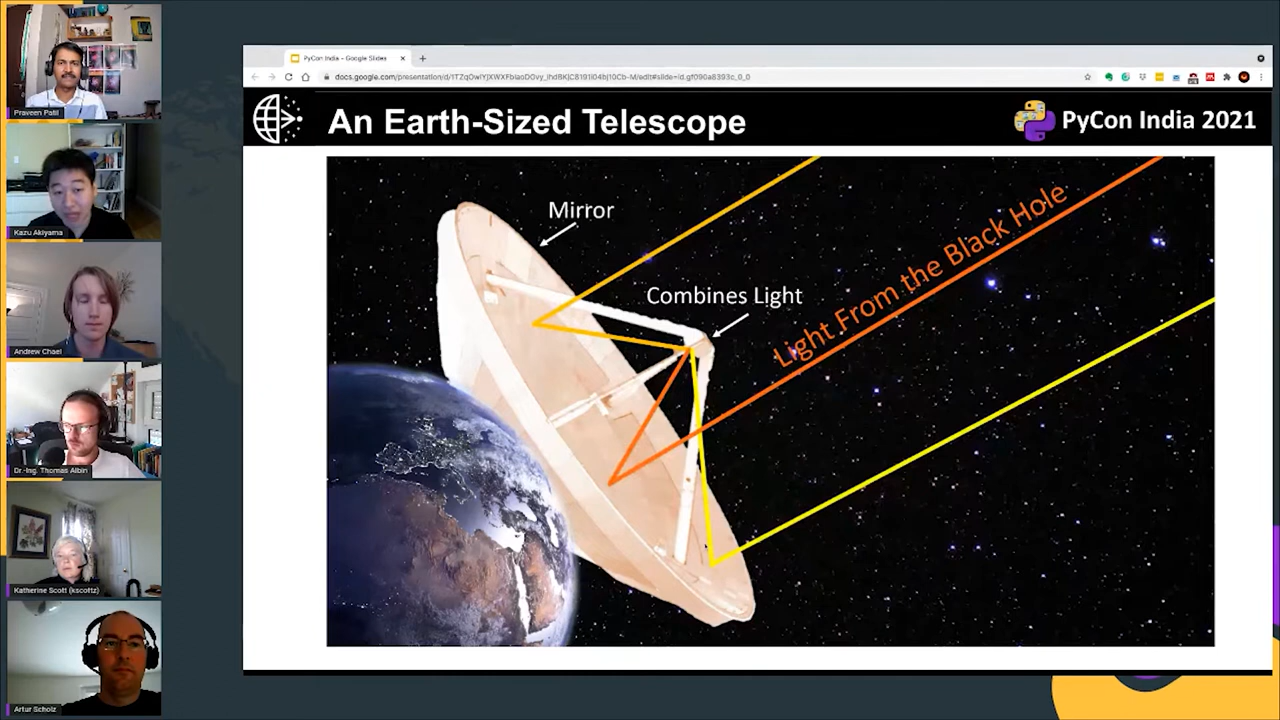 Praveen Patil
Kazu Akiyama
Andrew Chael
Dr.-Ing. Thomas Albin
Katherine Scott (kscottz)
Artur Scholz
PyCon India - Google Slides
An Earth-Sized Telescope
PyCon India 2021
Mirror
Combines Light
Light From the Black Hole